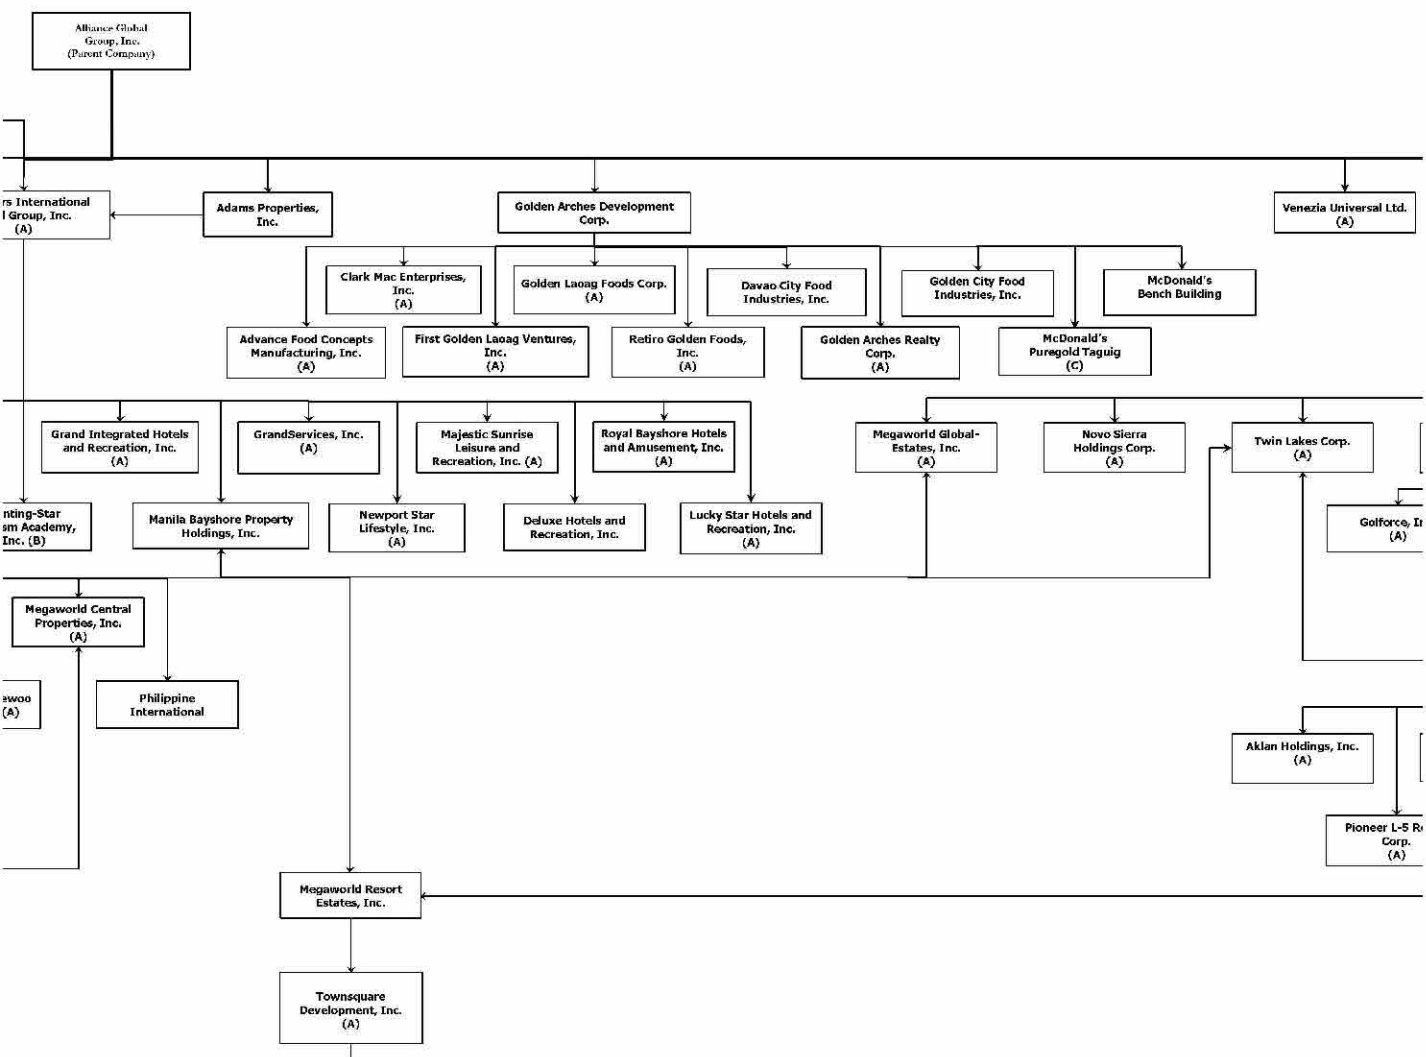 Alliance Global
Group, Inc.
(Parent Company)
rs International
l Group, Inc.
(A)
Adams Properties,
Inc.
Golden Arches Development
Corp.
Venezia Universal Ltd.
(A)
Clark Mac Enterprises,
Inc.
(A)
Golden Laoag Foods Corp.
(A)
Davao City Food
Industries, Inc.
Golden City Food
Industries, Inc.
McDonald's
Bench Building
Advance Food Concepts
Manufacturing, Inc.
(A)
First Golden Laoag Ventures,
Inc.
(A)
Retiro Golden Foods,
Inc.
(A)
Golden Arches Realty
Corp.
(A)
McDonald's
Puregold Taguig
(C)
Grand Integrated Hotels
and Recreation, Inc.
(A)
GrandServices, Inc.
(A)
Majestic Sunrise
Leisure and
Recreation, Inc. (A)
Royal Bayshore Hotels
and Amusement, Inc.
(A)
Megaworld Global-
Estates, Inc.
(A)
Novo Sierra
Holdings Corp.
(A)
Twin Lakes Corp.
(A)
nting-Star
sm Academy,
Inc. (B)
Manila Bayshore Property
Holdings, Inc.
Newport Star
Lifestyle, Inc.
(A)
Deluxe Hotels and
Recreation, Inc.
Lucky Star Hotels and
Recreation, Inc.
(A)
Golforce, In
(A)
Megaworld Central
Properties, Inc.
(A)
ewoo
(A)
Philippine
International
Aklan Holdings, Inc.
(A)
Pioneer L-5 Re
Corp.
(A)
Megaworld Resort
Estates, Inc.
Townsquare
Development, Inc.
(A)